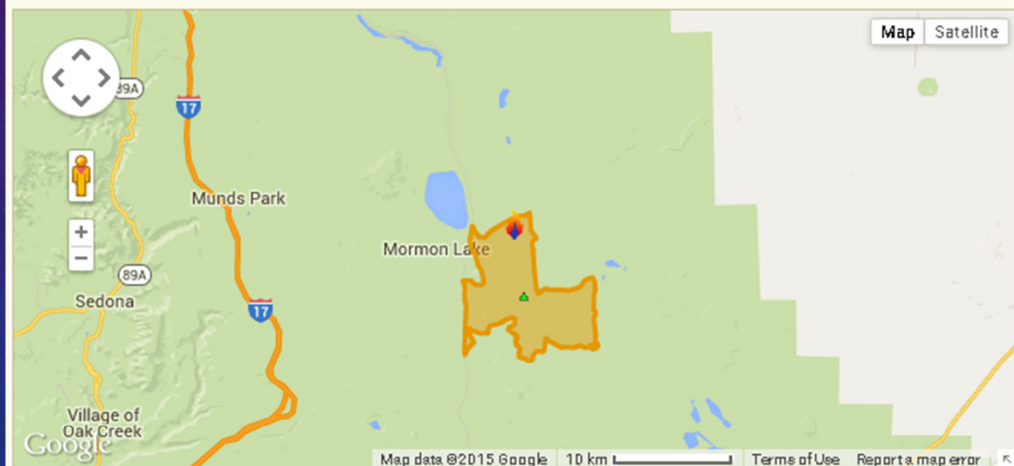 Map
Satellite
89A
17
Munds Park
Mormon Lake
89A
Sedona
17
Village of
Oak Creek
Google
Map data ©2015 Google
10 km
Terms of Use
Report a map error